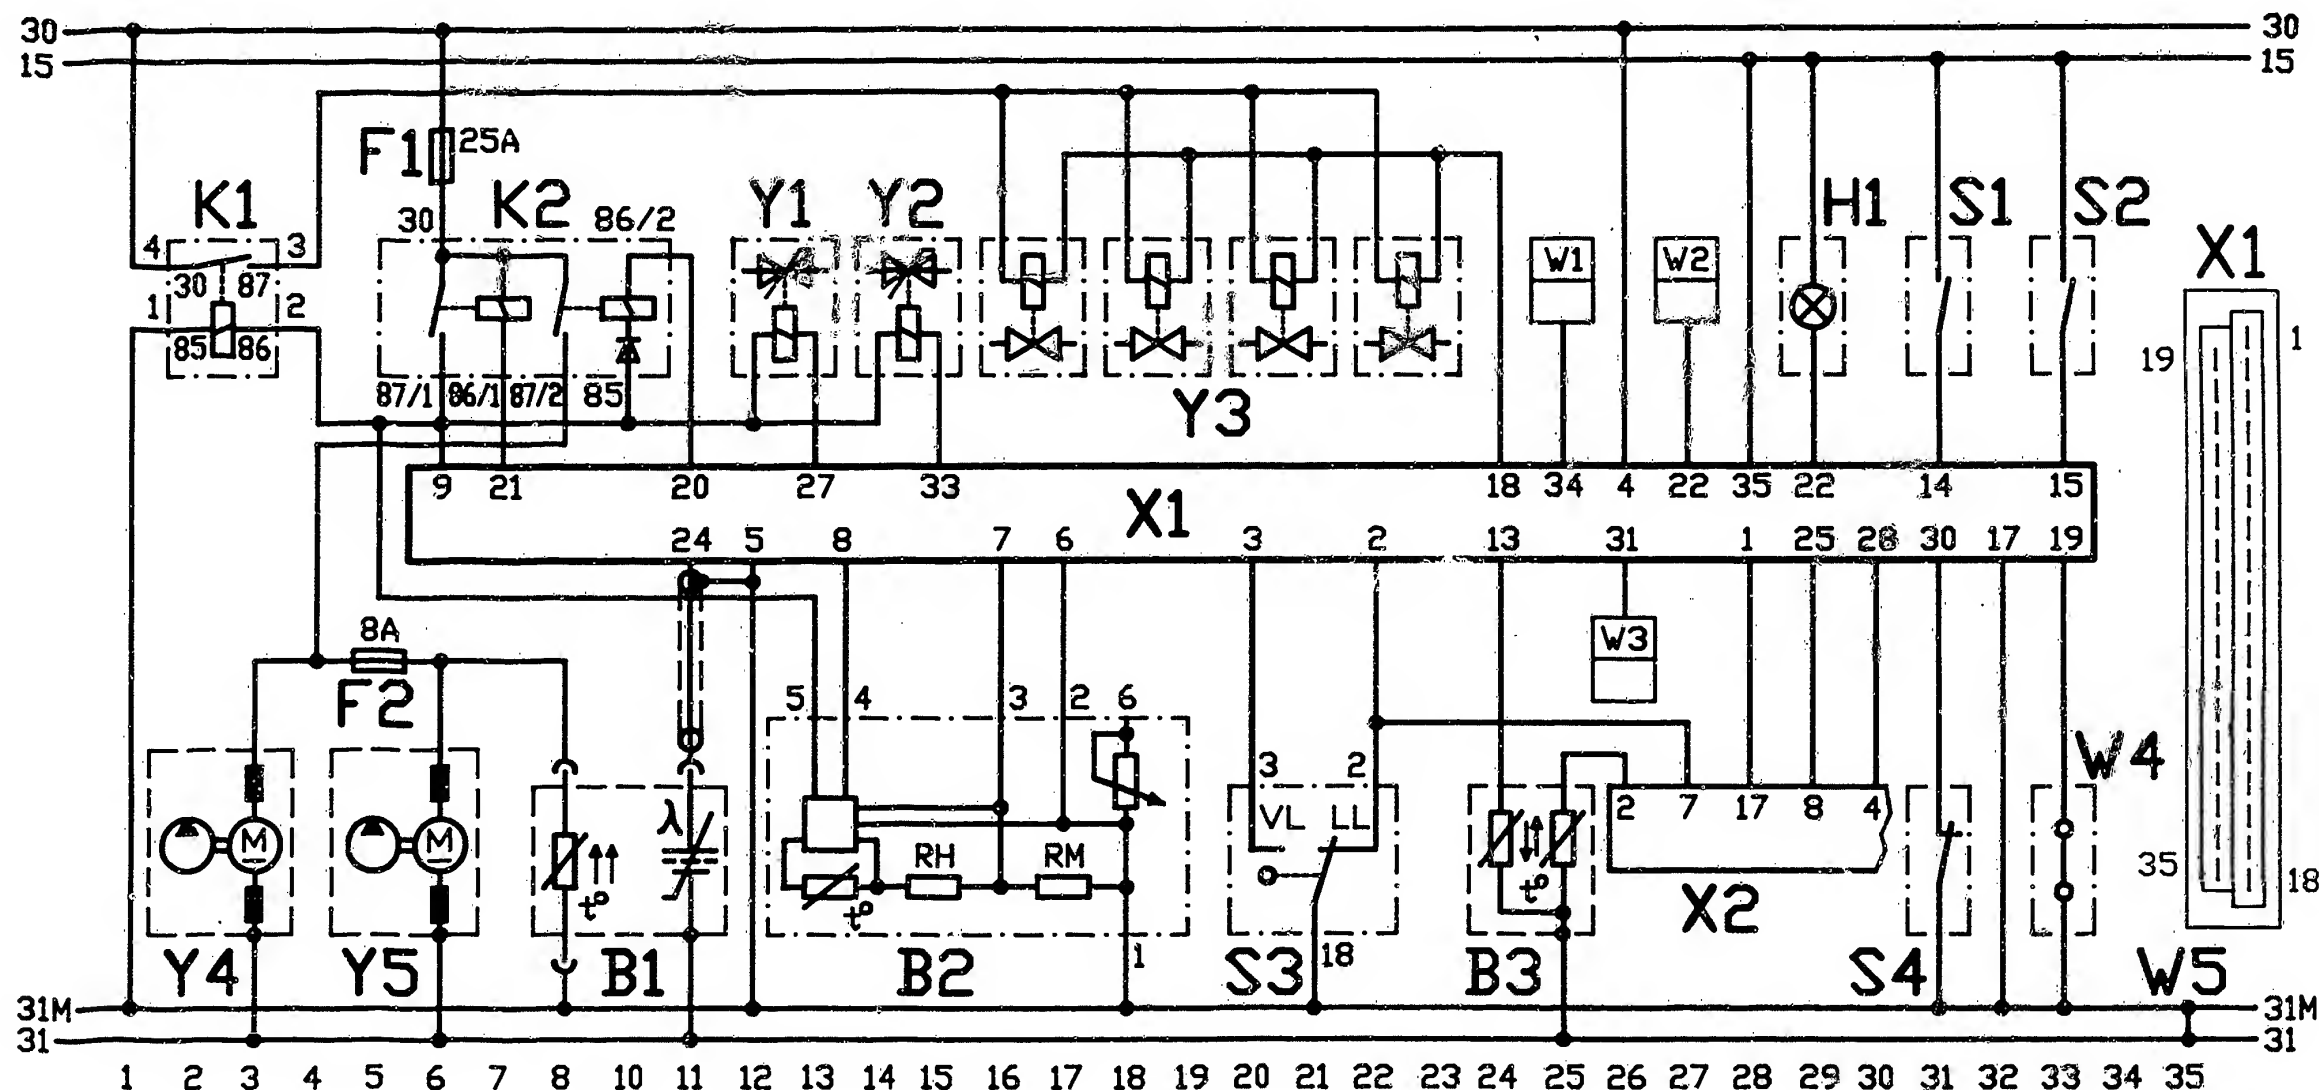 30 30
15 15
F1 25A
K1 K2 Y1 Y2 H1 S1 S2
30 86/2
X1
4 3
W1 W2
30 87
1 2
85 86
19 1
87/1 86/1 87/2 85
Y3
9 21 20 27 33 18 34 4 22 35 22 14 15
X1
24 5 8 7 6 3 2 13 31 1 25 28 30 17 19
8A
W3
F2
5 4 3 2 6
W4
3 2
2 7 17 8 4
VL LL
λ
M M
RH RM
35 18
t° t° t°
X2
Y4 Y5 B1 B2 1 S3 18 B3 S4 W5
31M 31M
31 31
1 2 3 4 5 6 7 8 10 11 12 13 14 15 16 17 18 19 20 21 22 23 24 25 26 27 28 29 30 31 32 33 34 35